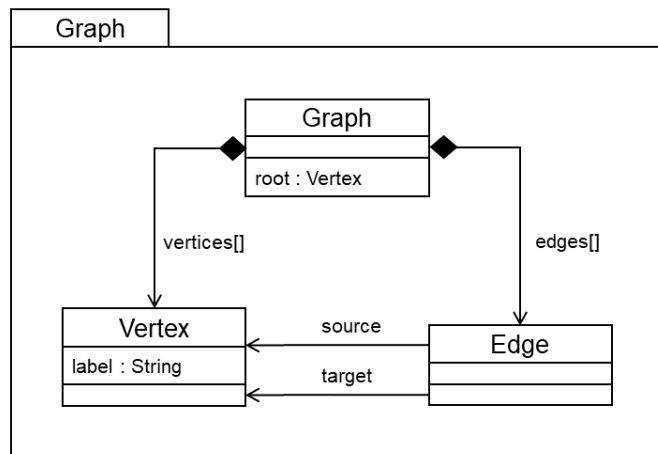 Graph
Graph
root : Vertex
vertices[]
edges[]
Vertex
label : String
source
target
Edge